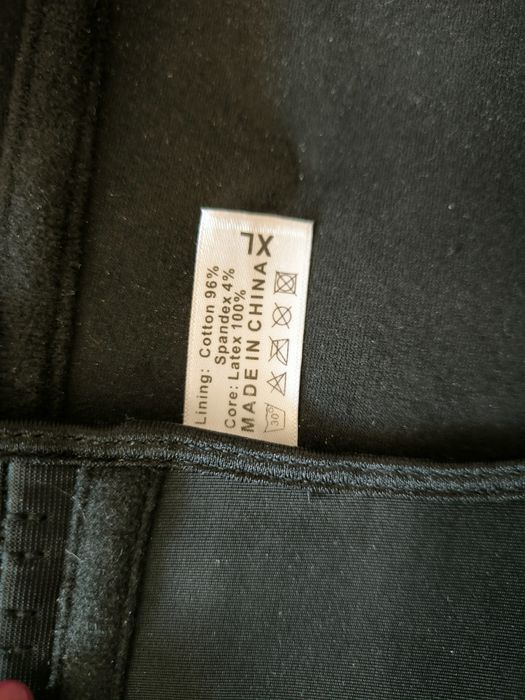 XL
Lining: Cotton 96%
Spandex 4%
Core: Latex 100%
MADE IN CHINA
30°